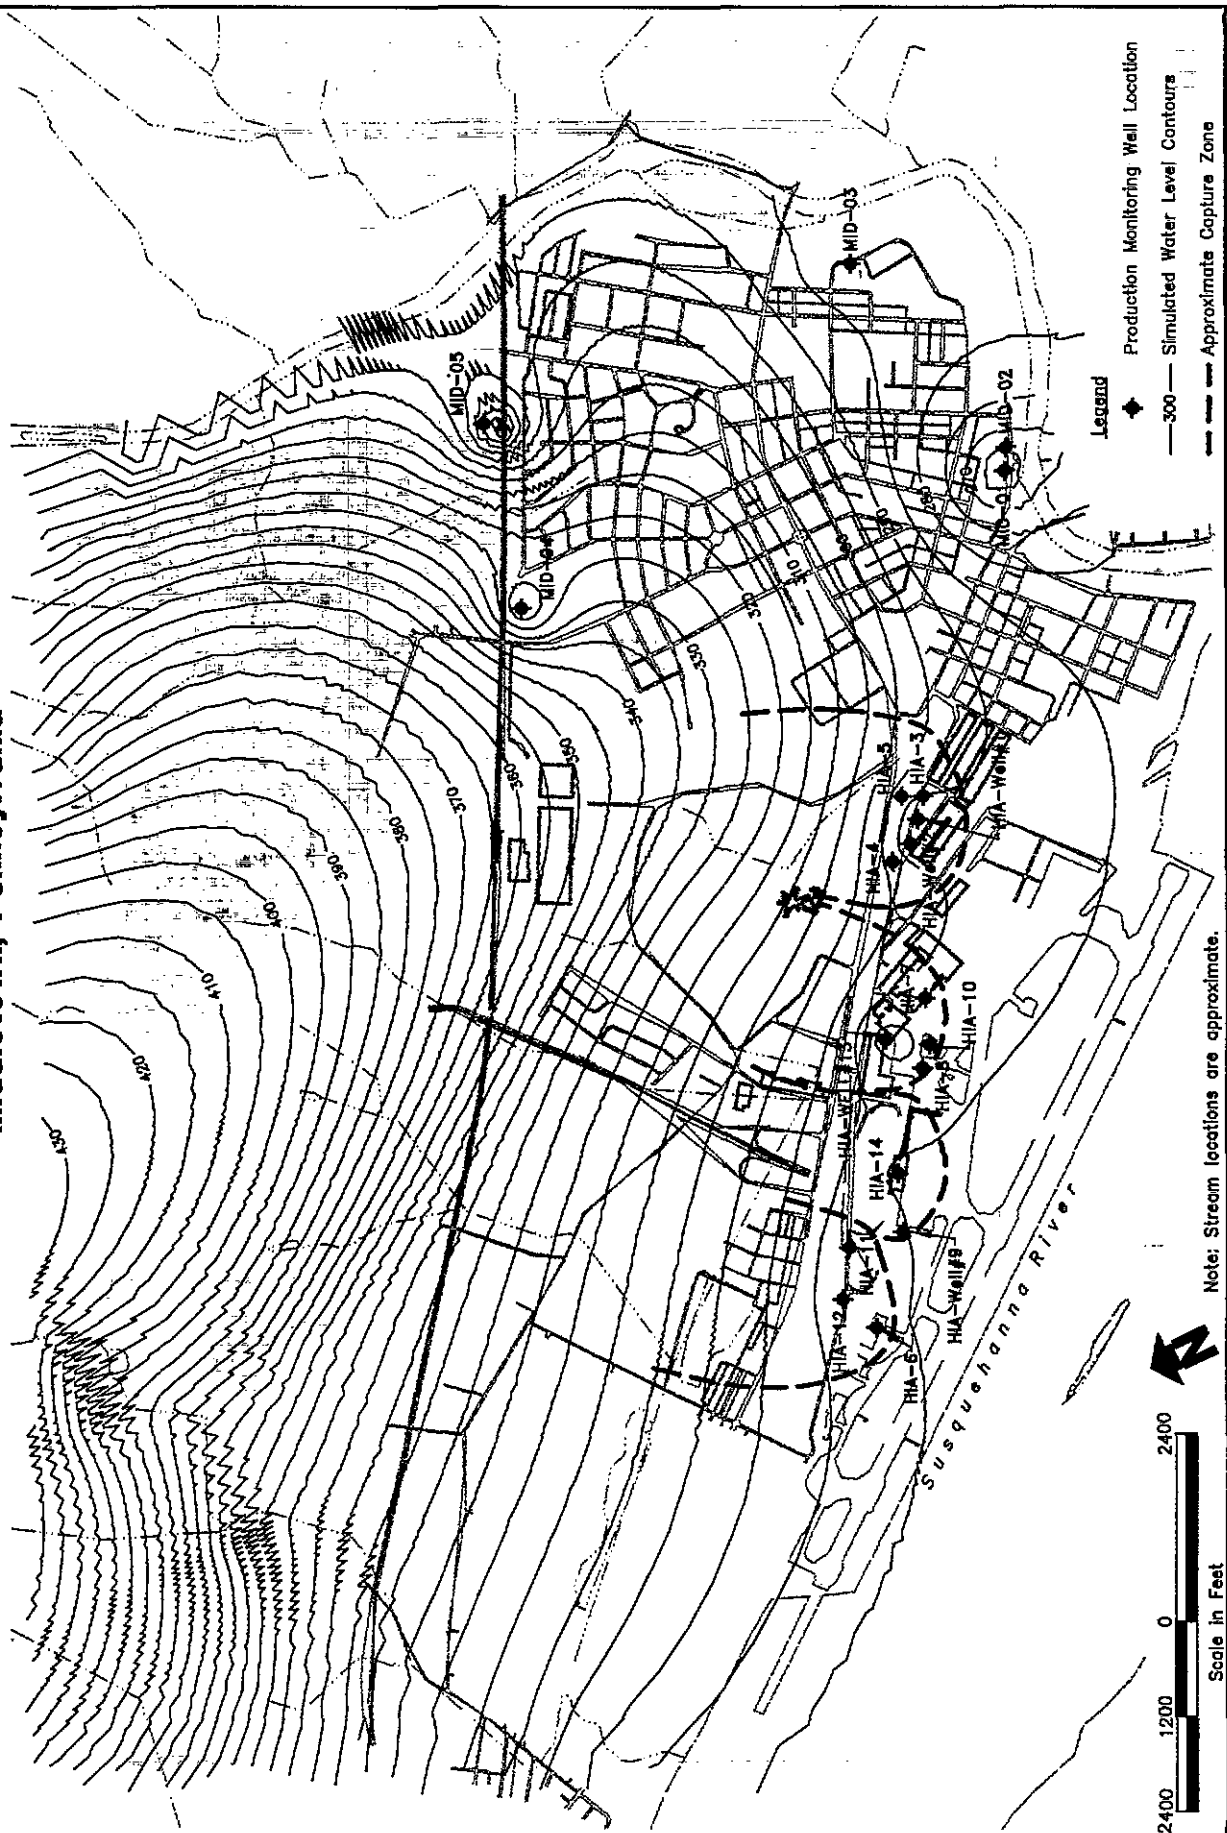 Middletown, Pennsylvania
430
420
410
400
390
380
370
360
350
340
330
320
310
MID-05
MID-04
MID-03
MID-02
MID-01
HIA-5
HIA-3
HIA-4
HIA-10
HIA-14
HIA-11
HIA-12
HIA-6
HIA-Well#9
Susquehanna River
Legend
Production Monitoring Well Location
300
Simulated Water Level Contours
Approximate Capture Zone
Note: Stream locations are approximate.
N
2400
1200
0
2400
Scale in Feet